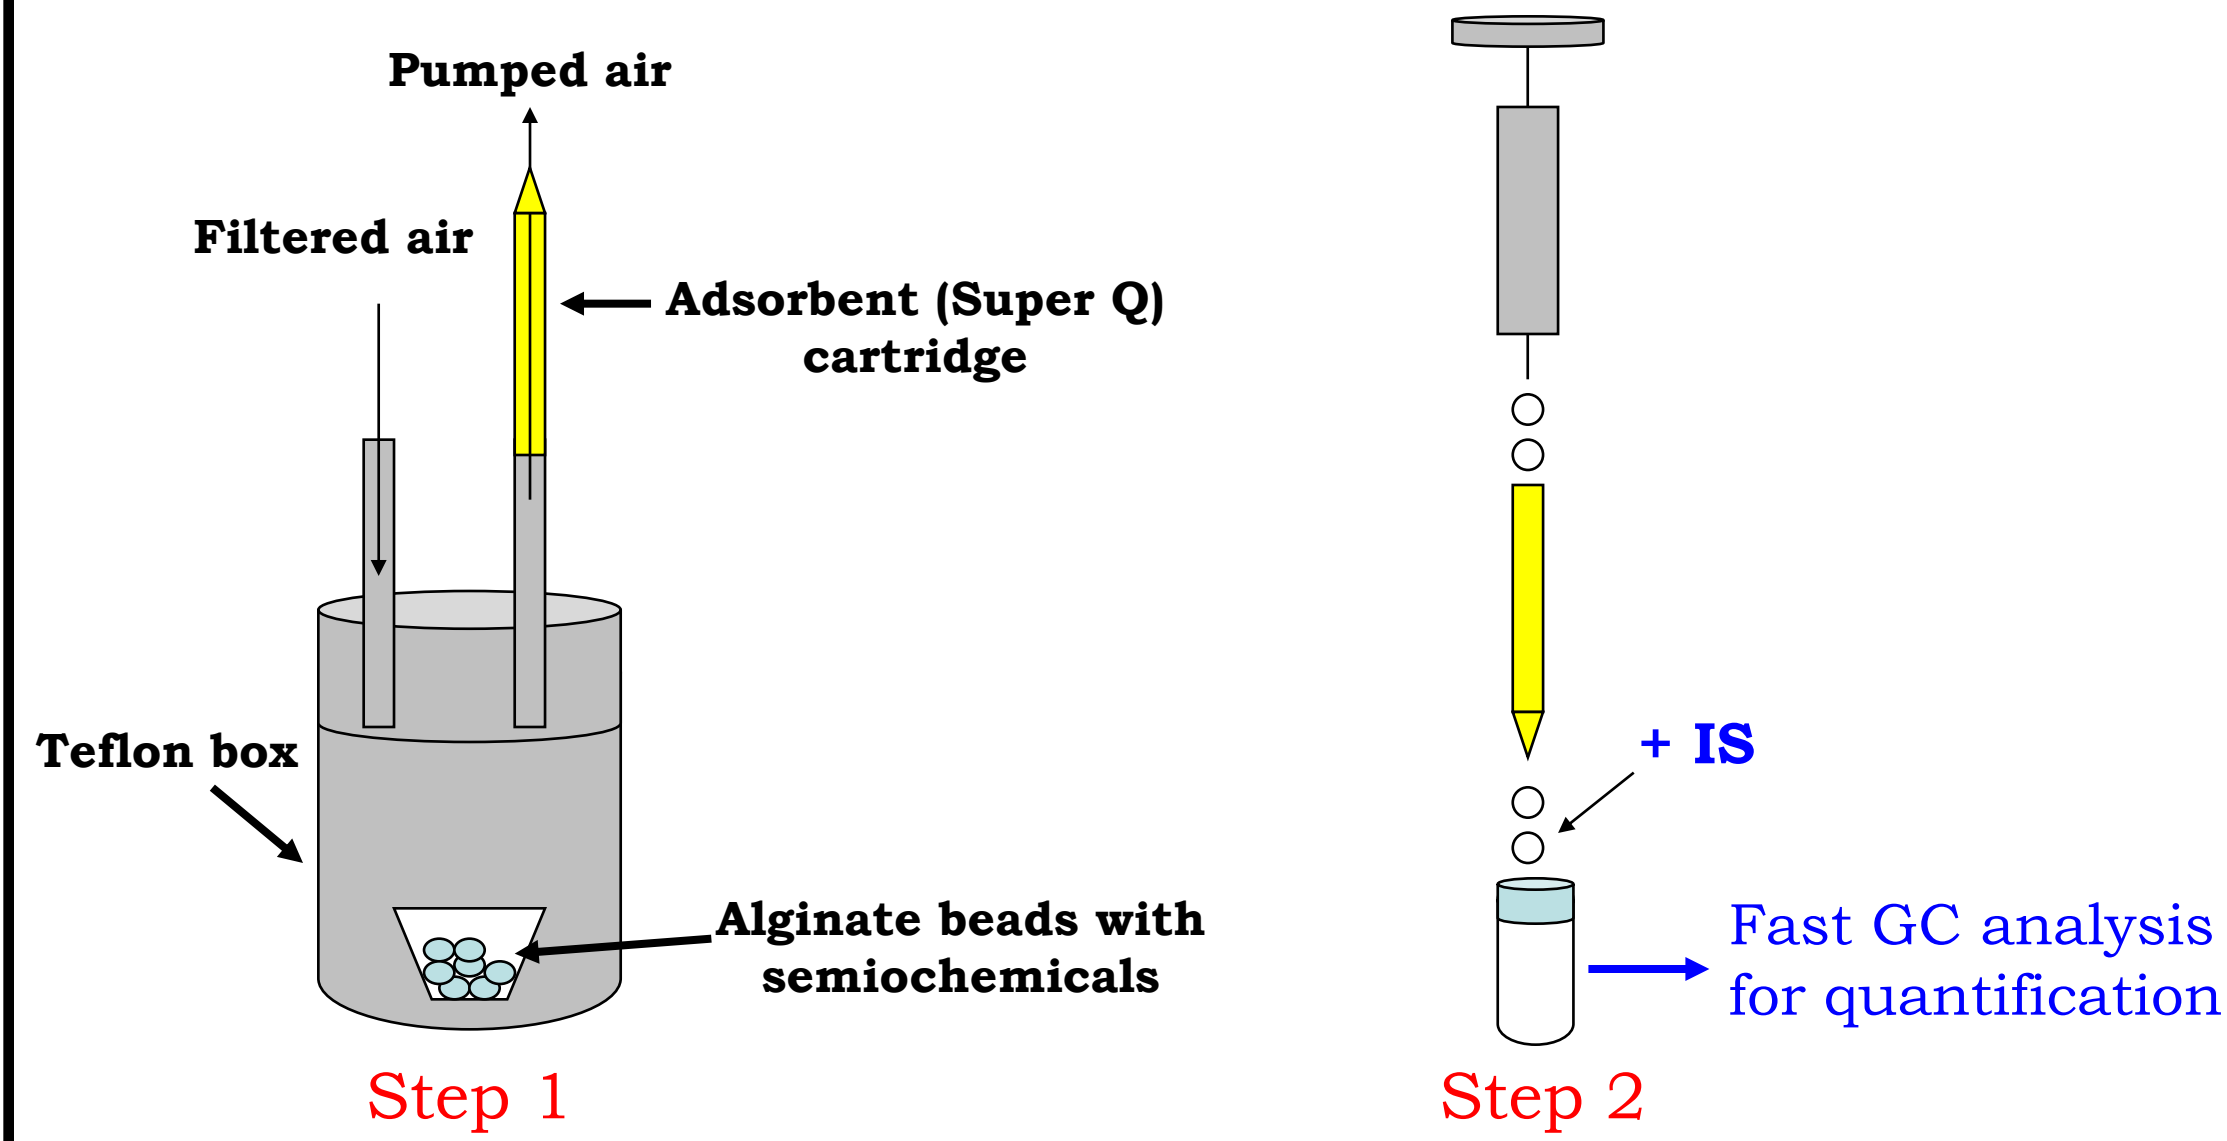 Pumped air
Filtered air
Adsorbent (Super Q)
cartridge
Teflon box
Alginate beads with
semiochemicals
Step 1
+ IS
Fast GC analysis
for quantification
Step 2